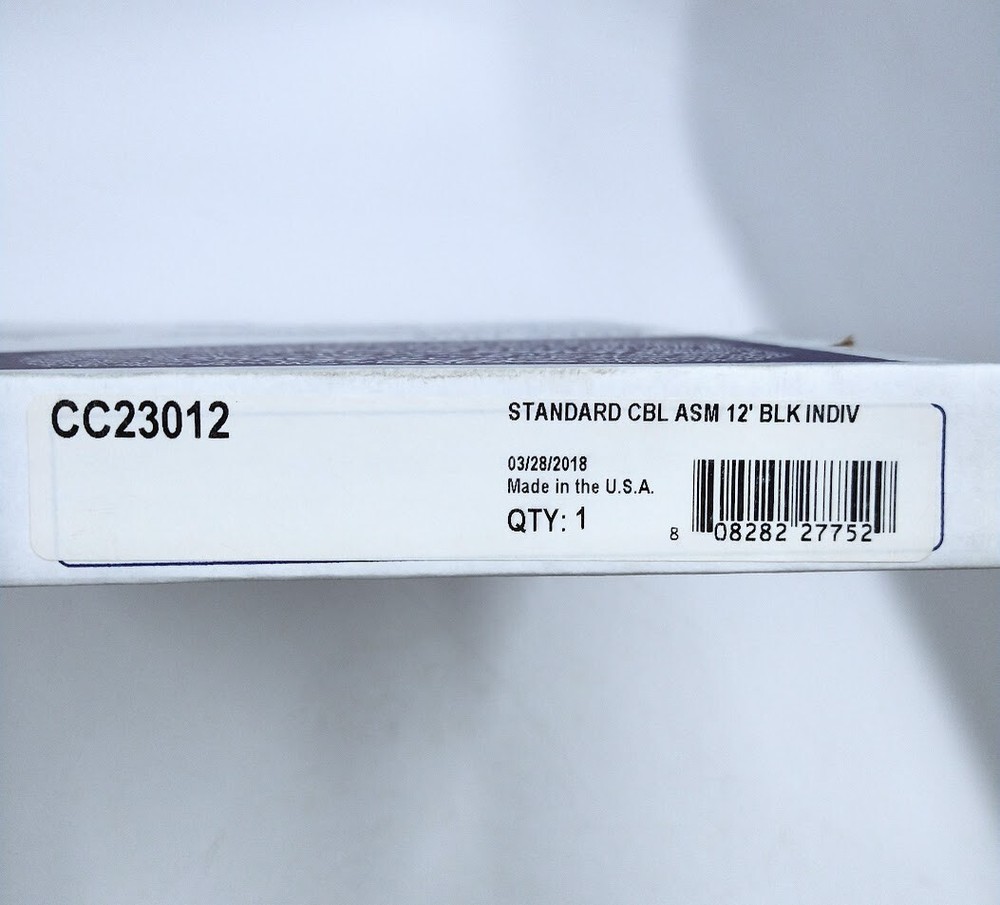 CC23012
STANDARD CBL ASM 12' BLK INDIV
03/28/2018
Made in the U.S.A.
QTY: 1
8 08282 27752